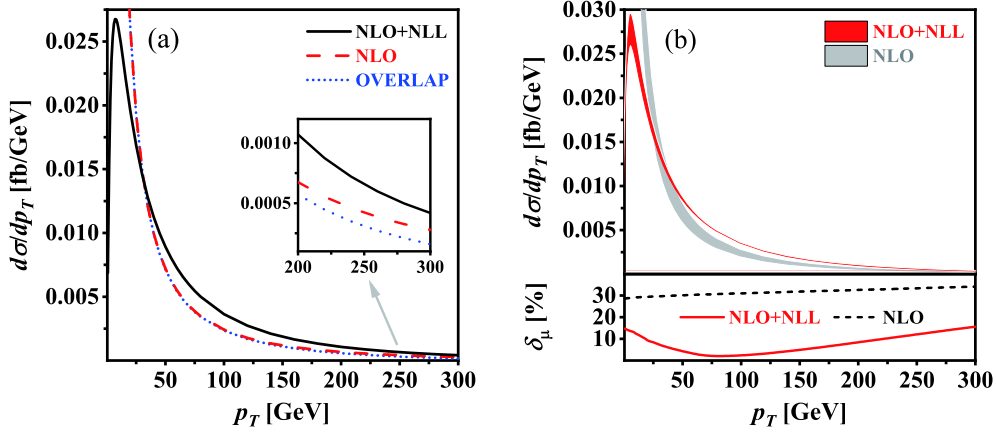 (a)
NLO+NLL
NLO
OVERLAP
dσ/dp_T [fb/GeV]
0.025
0.020
0.015
0.010
0.005
0.0010
0.0005
200 250 300
50 100 150 200 250 300
p_T [GeV]
(b)
NLO+NLL
NLO
dσ/dp_T [fb/GeV]
0.030
0.025
0.020
0.015
0.010
0.005
δ_μ [%]
30
20
10
NLO+NLL NLO
50 100 150 200 250 300
p_T [GeV]